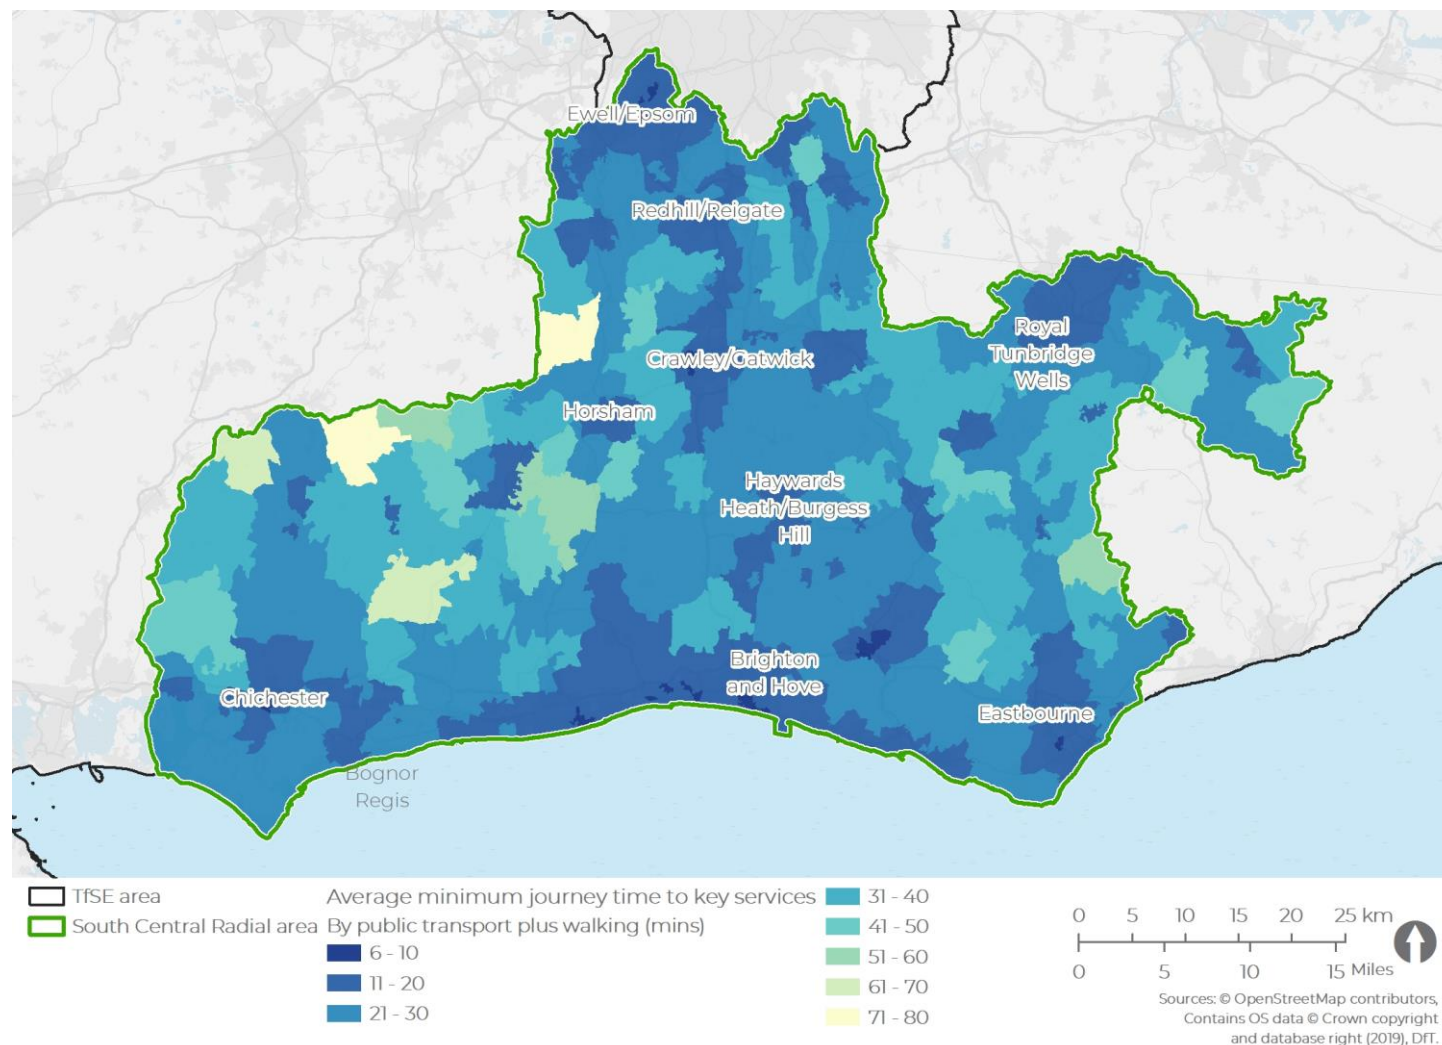 Ewell/Epsom
Redhill/Reigate
Royal
Tunbridge
Wells
Crawley/Gatwick
Horsham
Haywards
Heath/Burgess
Hill
Brighton
and Hove
Chichester
Eastbourne
Bognor
Regis
TfSE area
South Central Radial area
Average minimum journey time to key services
By public transport plus walking (mins)
6 - 10
11 - 20
21 - 30
31 - 40
41 - 50
51 - 60
61 - 70
71 - 80
0 5 10 15 20 25 km
0 5 10 15 Miles
Sources: © OpenStreetMap contributors,
Contains OS data © Crown copyright
and database right (2019), DfT.